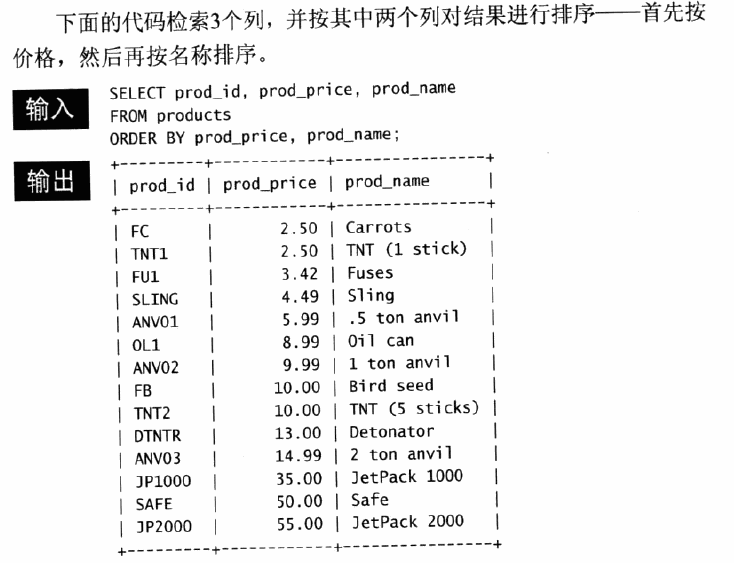 下面的代码检索3个列，并按其中两个列对结果进行排序——首先按
价格，然后再按名称排序。
输入
SELECT prod_id, prod_price, prod_name
FROM products
ORDER BY prod_price, prod_name;
输出
+---------+------------+----------------+
| prod_id | prod_price | prod_name      |
+---------+------------+----------------+
| FC      |       2.50 | Carrots        |
| TNT1    |       2.50 | TNT (1 stick)  |
| FU1     |       3.42 | Fuses          |
| SLING   |       4.49 | Sling          |
| ANV01   |       5.99 | .5 ton anvil   |
| OL1     |       8.99 | Oil can        |
| ANV02   |       9.99 | 1 ton anvil    |
| FB      |      10.00 | Bird seed      |
| TNT2    |      10.00 | TNT (5 sticks) |
| DTNTR   |      13.00 | Detonator      |
| ANV03   |      14.99 | 2 ton anvil    |
| JP1000  |      35.00 | JetPack 1000   |
| SAFE    |      50.00 | Safe           |
| JP2000  |      55.00 | JetPack 2000   |
+---------+------------+----------------+